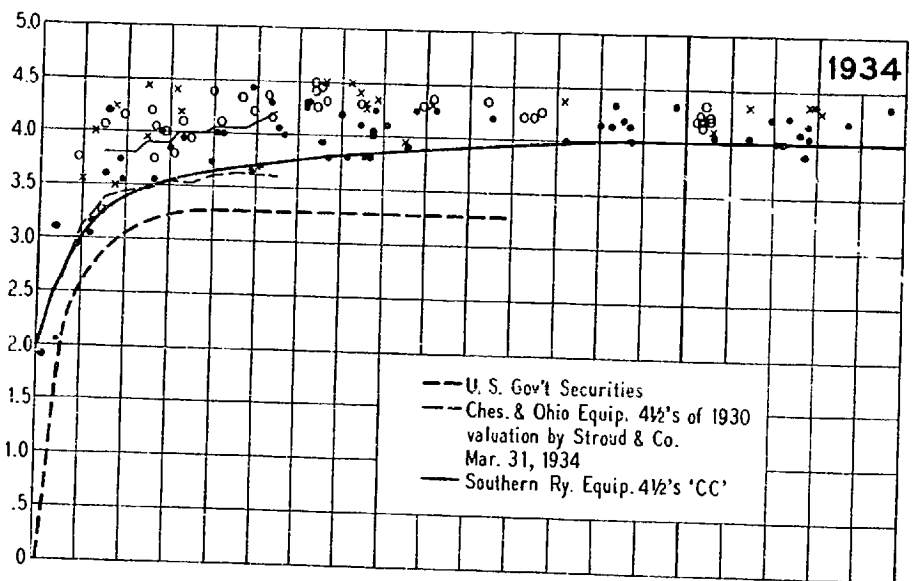 5.0
4.5
4.0
3.5
3.0
2.5
2.0
1.5
1.0
.5
0
1934
U. S. Gov't Securities
Ches. & Ohio Equip. 4½'s of 1930
valuation by Stroud & Co.
Mar. 31, 1934
Southern Ry. Equip. 4½'s 'CC'